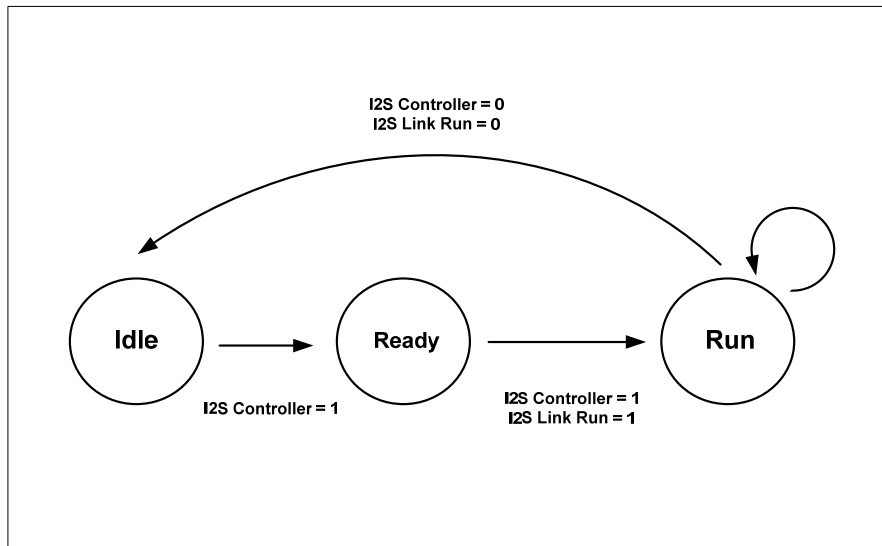 I2S Controller = 0
I2S Link Run = 0
Idle
Ready
Run
I2S Controller = 1
I2S Controller = 1
I2S Link Run = 1